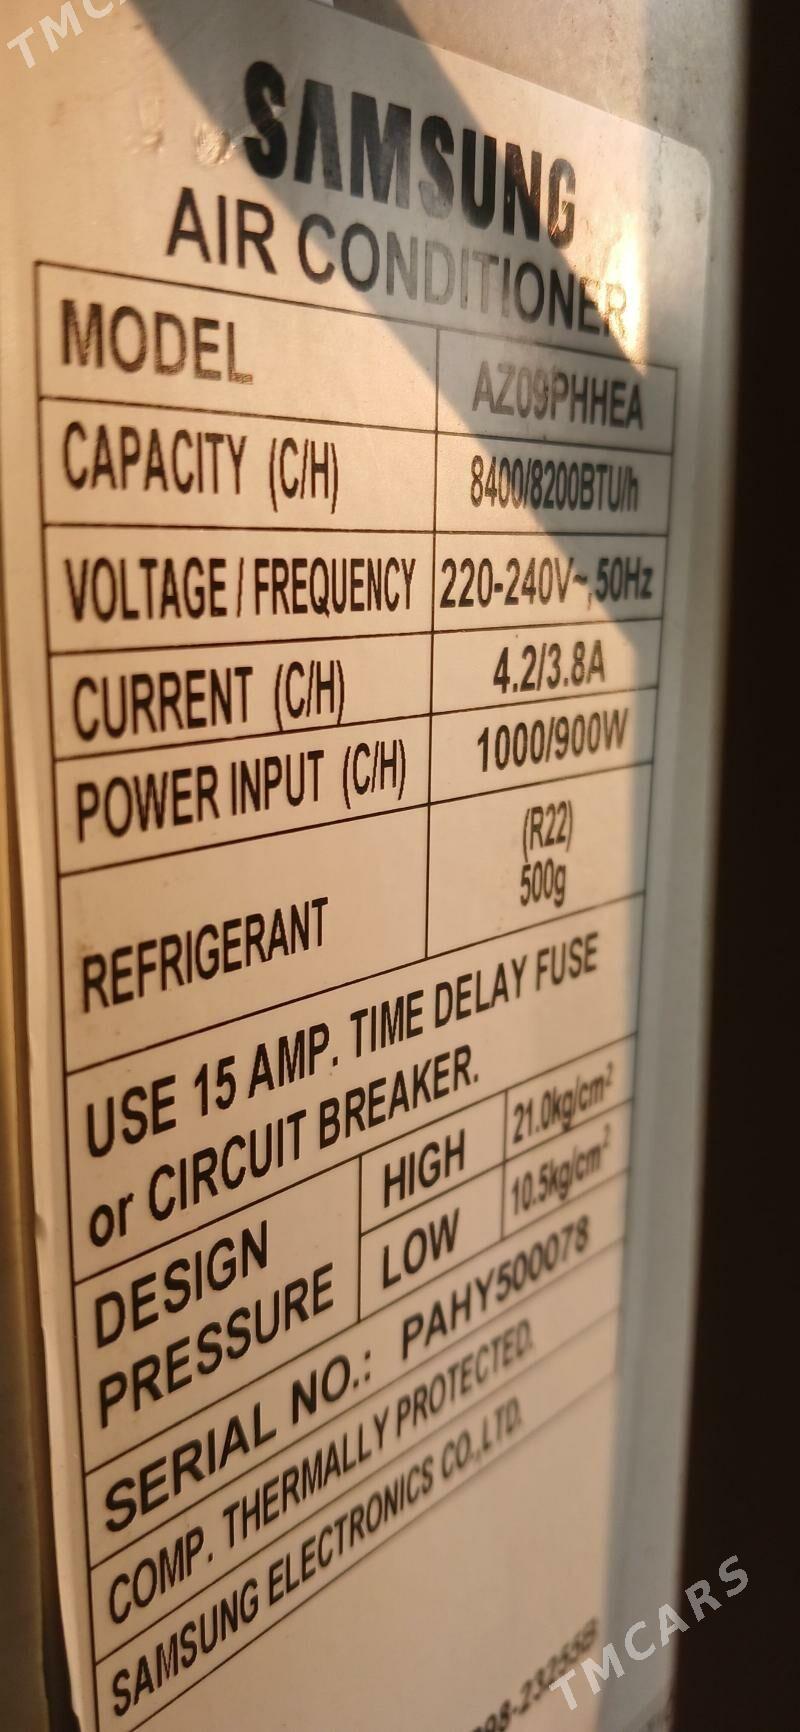 SAMSUNG
AIR CONDITIONER
MODEL AZ09PHHEA
CAPACITY (C/H) 8400/8200BTU/h
VOLTAGE / FREQUENCY 220-240V~,50Hz
CURRENT (C/H) 4.2/3.8A
POWER INPUT (C/H) 1000/900W
REFRIGERANT (R22)
500g
USE 15 AMP. TIME DELAY FUSE
or CIRCUIT BREAKER.
DESIGN PRESSURE HIGH 21.0kg/cm²
LOW 10.5kg/cm²
SERIAL NO.: PAHY500078
COMP. THERMALLY PROTECTED.
SAMSUNG ELECTRONICS CO.,LTD.
TMCARS